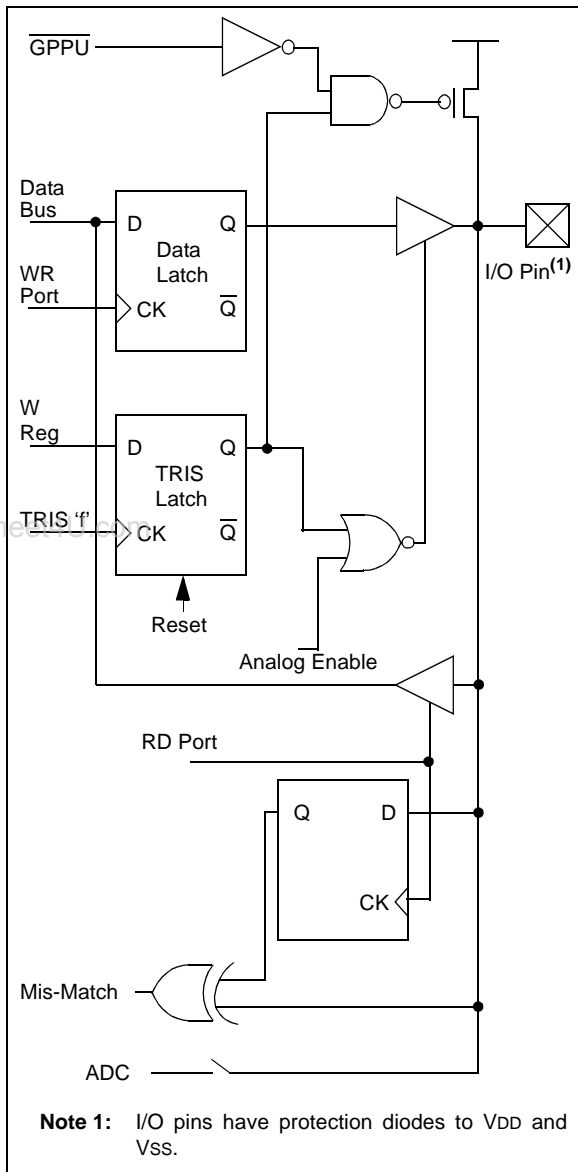 G̅P̅P̅U̅
Data
Bus
D
Q
Data
Latch
I/O Pin(1)
WR
Port
CK
Q̅
W
Reg
D
Q
TRIS
Latch
TRIS 'f'
CK
Q̅
Reset
Analog Enable
RD Port
Q
D
CK
Mis-Match
ADC
Note 1: I/O pins have protection diodes to VDD and
VSS.